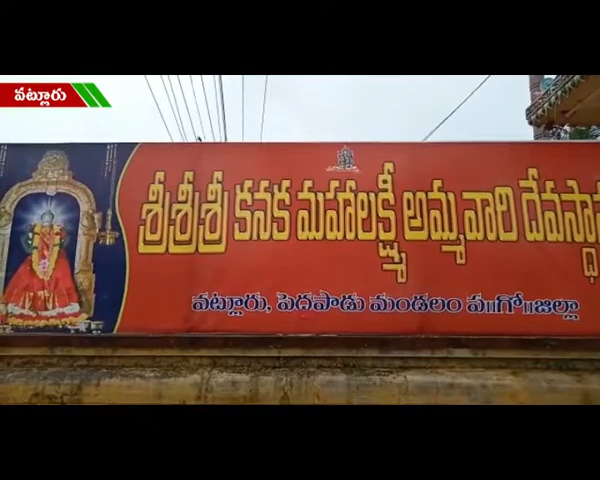 వట్లూరు
శ్రీశ్రీశ్రీ కనక మహాలక్ష్మీ అమ్మవారి దేవస్థా
వట్లూరు, పెదపాడు మండలం ప॥గో॥జిల్లా